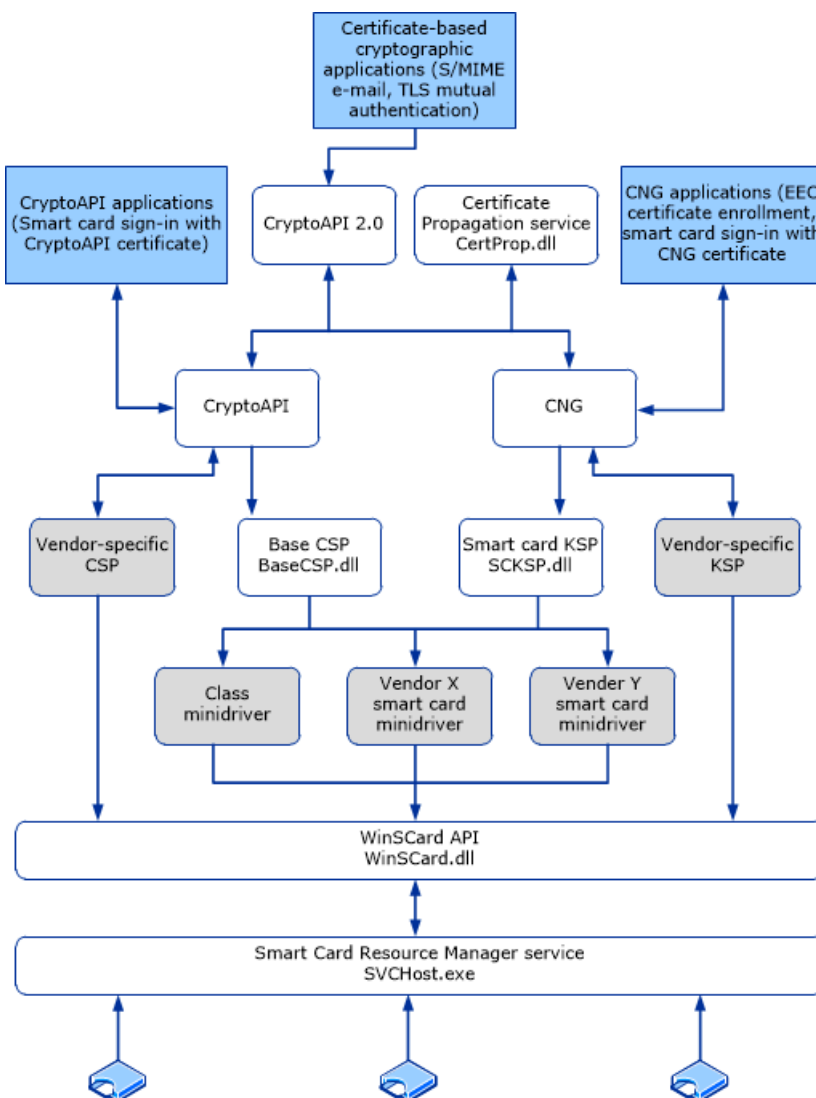 Certificate-based
cryptographic
applications (S/MIME
e-mail, TLS mutual
authentication)
CryptoAPI applications
(Smart card sign-in with
CryptoAPI certificate)
CryptoAPI 2.0
Certificate
Propagation service
CertProp.dll
CNG applications (EEC
certificate enrollment,
smart card sign-in with
CNG certificate
CryptoAPI
CNG
Vendor-specific
CSP
Base CSP
BaseCSP.dll
Smart card KSP
SCKSP.dll
Vendor-specific
KSP
Class
minidriver
Vendor X
smart card
minidriver
Vender Y
smart card
minidriver
WinSCard API
WinSCard.dll
Smart Card Resource Manager service
SVCHost.exe